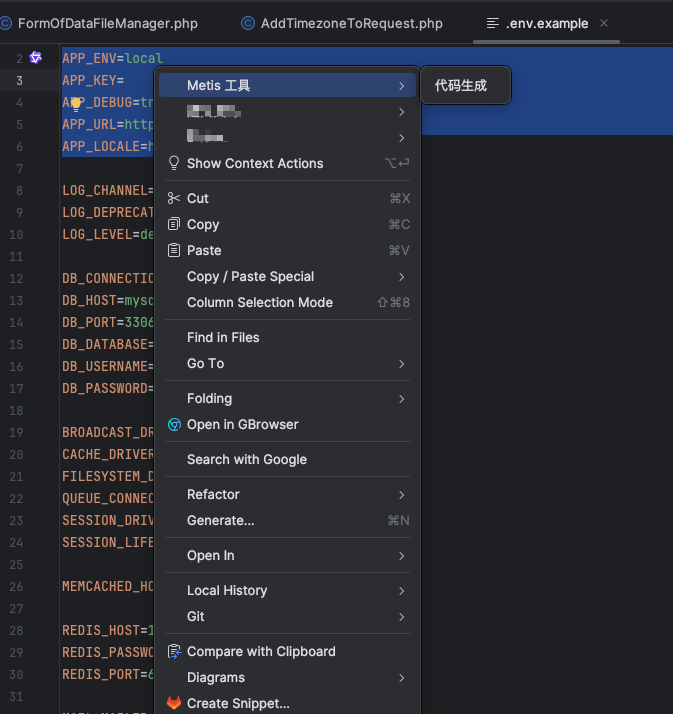 FormOfDataFileManager.php AddTimezoneToRequest.php .env.example
2 APP_ENV=local
3 APP_KEY=
4 APP_DEBUG=tr
5 APP_URL=http
6 APP_LOCALE=
7
8 LOG_CHANNEL=
9 LOG_DEPRECAT
10 LOG_LEVEL=de
11
12 DB_CONNECTIO
13 DB_HOST=mysq
14 DB_PORT=3306
15 DB_DATABASE=
16 DB_USERNAME=
17 DB_PASSWORD=
18
19 BROADCAST_DR
20 CACHE_DRIVER
21 FILESYSTEM_D
22 QUEUE_CONNEC
23 SESSION_DRIV
24 SESSION_LIFE
25
26 MEMCACHED_HO
27
28 REDIS_HOST=1
29 REDIS_PASSWO
30 REDIS_PORT=6
31
Metis 工具
代码生成
Show Context Actions ⌥⏎
Cut ⌘X
Copy ⌘C
Paste ⌘V
Copy / Paste Special
Column Selection Mode ⇧⌘8
Find in Files
Go To
Folding
Open in GBrowser
Search with Google
Refactor
Generate... ⌘N
Open In
Local History
Git
Compare with Clipboard
Diagrams
Create Snippet...